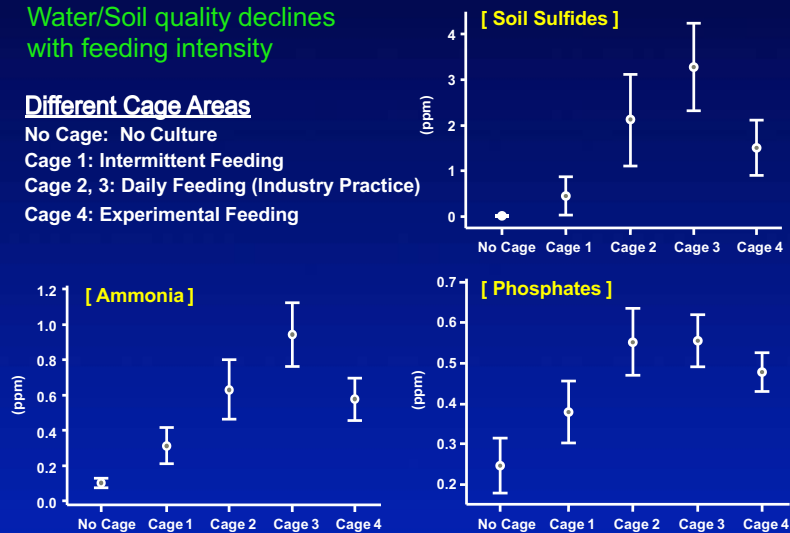 Water/Soil quality declines
with feeding intensity
Different Cage Areas
No Cage: No Culture
Cage 1: Intermittent Feeding
Cage 2, 3: Daily Feeding (Industry Practice)
Cage 4: Experimental Feeding
[ Soil Sulfides ]
(ppm)
4
3
2
1
0
No Cage Cage 1 Cage 2 Cage 3 Cage 4
[ Ammonia ]
(ppm)
1.2
1.0
0.8
0.6
0.4
0.2
0.0
No Cage Cage 1 Cage 2 Cage 3 Cage 4
[ Phosphates ]
(ppm)
0.7
0.6
0.5
0.4
0.3
0.2
No Cage Cage 1 Cage 2 Cage 3 Cage 4